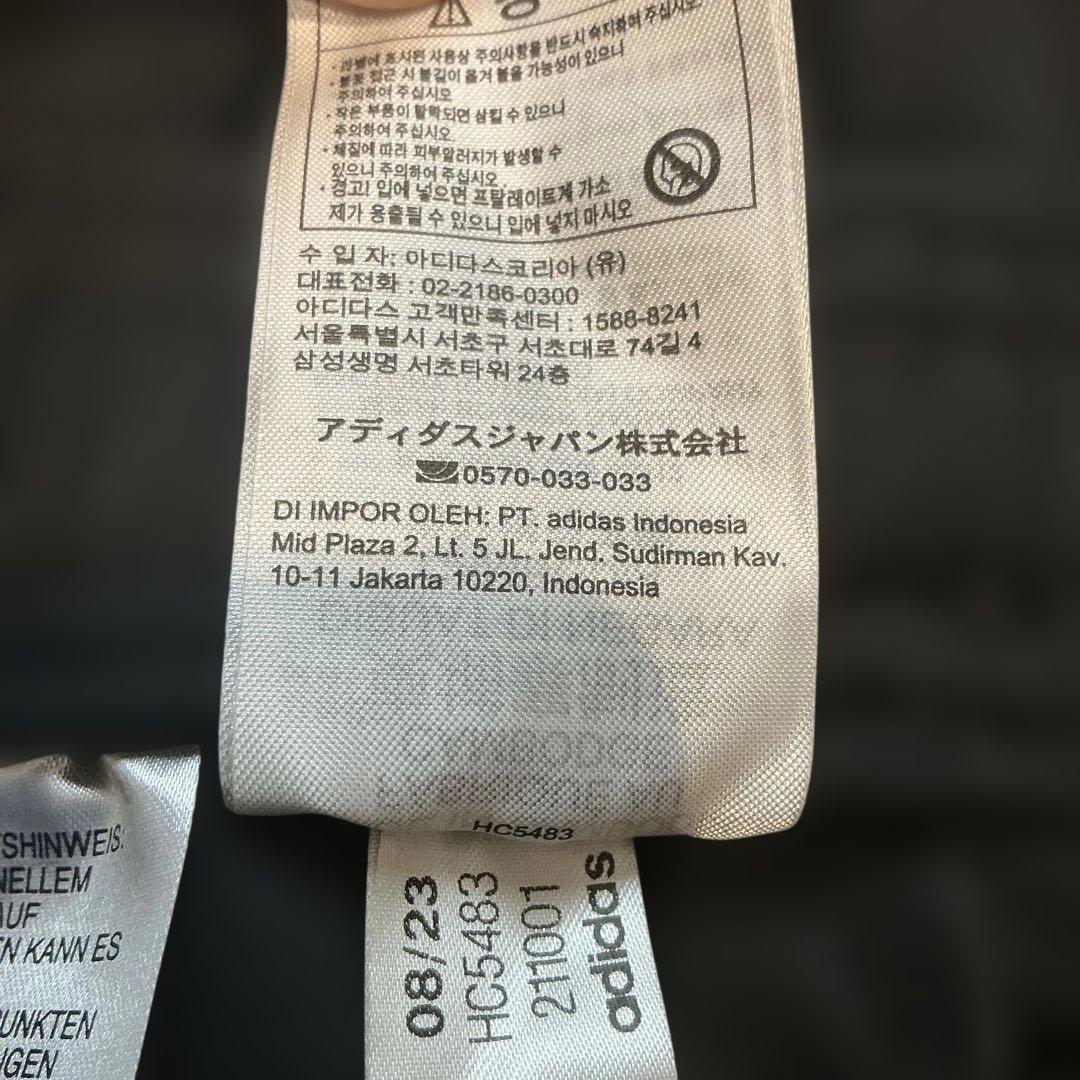 · 라벨에 표시된 사용상 주의사항을 반드시 숙지하여 주십시오.
· 불꽃 접근 시 불길이 옮겨 붙을 가능성이 있으니
주의하여 주십시오
· 작은 부품이 탈락되면 삼킬 수 있으니
주의하여 주십시오
· 체질에 따라 피부알러지가 발생할 수
있으니 주의하여 주십시오.
· 경고! 입에 넣으면 프탈레이트계 가소
제가 용출될 수 있으니 입에 넣지 마시오
수 입 자: 아디다스코리아 (유)
대표전화 : 02-2186-0300
아디다스 고객만족센터 : 1588-8241
서울특별시 서초구 서초대로 74길 4
삼성생명 서초타워 24층
アディダスジャパン株式会社
0570-033-033
DI IMPOR OLEH: PT. adidas Indonesia
Mid Plaza 2, Lt. 5 JL. Jend. Sudirman Kav.
10-11 Jakarta 10220, Indonesia
HC5483
08/23
HC5483
211001
adidas
SHINWEIS:
NELLEM
AUF
EN KANN ES
PUNKTEN
NGEN